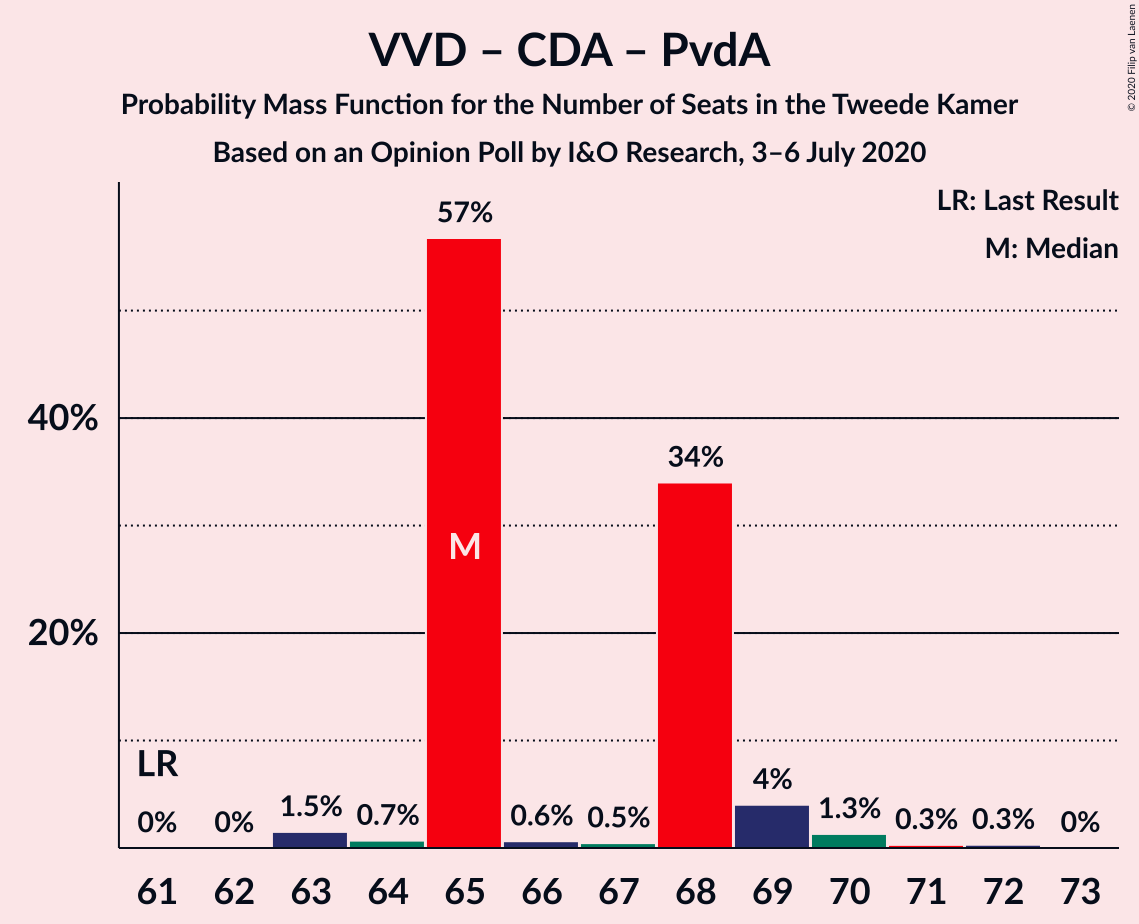 VVD – CDA – PvdA
Probability Mass Function for the Number of Seats in the Tweede Kamer
Based on an Opinion Poll by I&O Research, 3–6 July 2020
© 2020 Filip van Laenen
LR: Last Result
M: Median
57%
40%
34%
M
20%
LR
0% 0% 1.5% 0.7% 0.6% 0.5% 4% 1.3% 0.3% 0.3% 0%
61 62 63 64 65 66 67 68 69 70 71 72 73